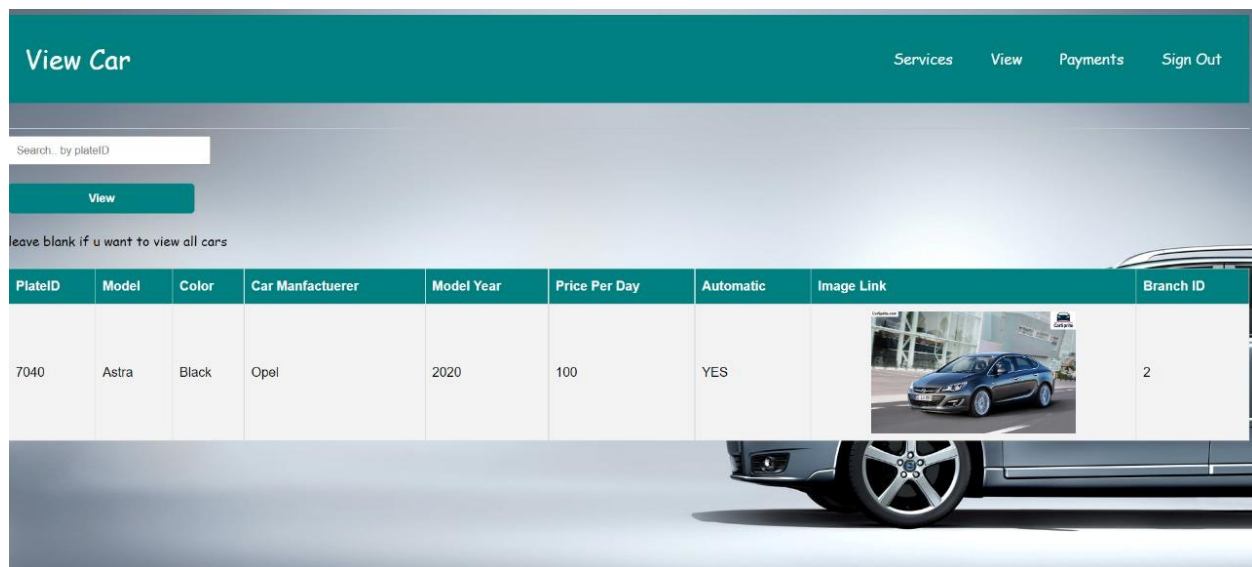 View Car
Services View Payments Sign Out
Search.. by plateID
View
leave blank if u want to view all cars
PlateID Model Color Car Manfactuerer Model Year Price Per Day Automatic Image Link Branch ID
7040 Astra Black Opel 2020 100 YES 2